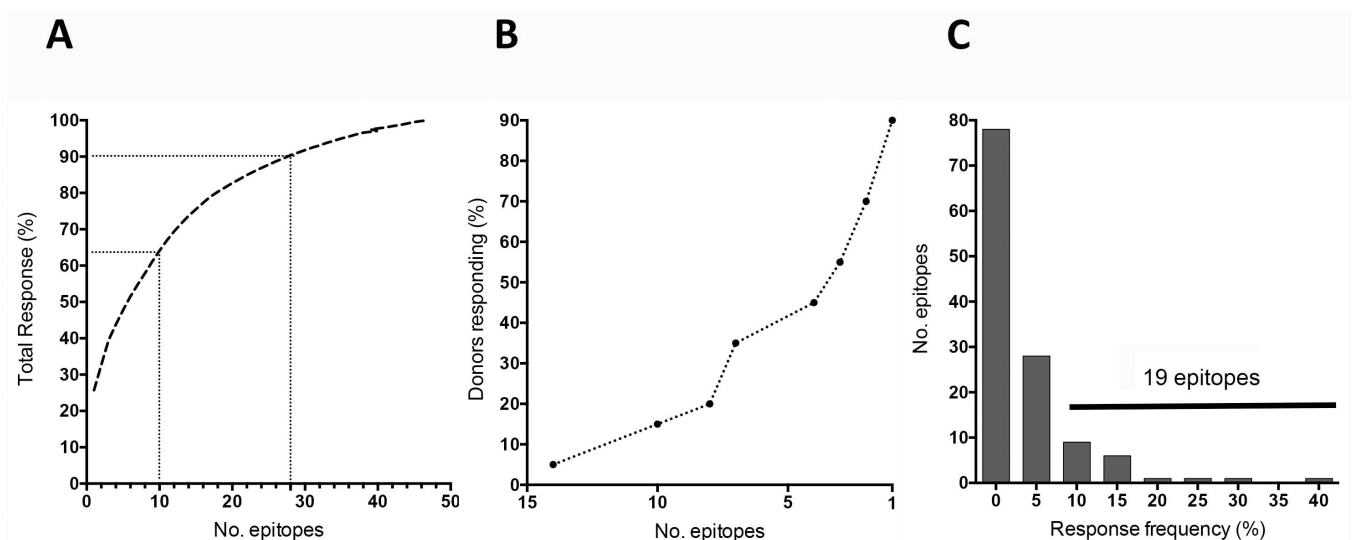 A
B
C
Total Response (%)
100
90
80
70
60
50
40
30
20
10
0
0 10 20 30 40 50
No. epitopes
Donors responding (%)
90
80
70
60
50
40
30
20
10
0
15 10 5 1
No. epitopes
No. epitopes
80
70
60
50
40
30
20
10
0
19 epitopes
0 5 10 15 20 25 30 35 40
Response frequency (%)